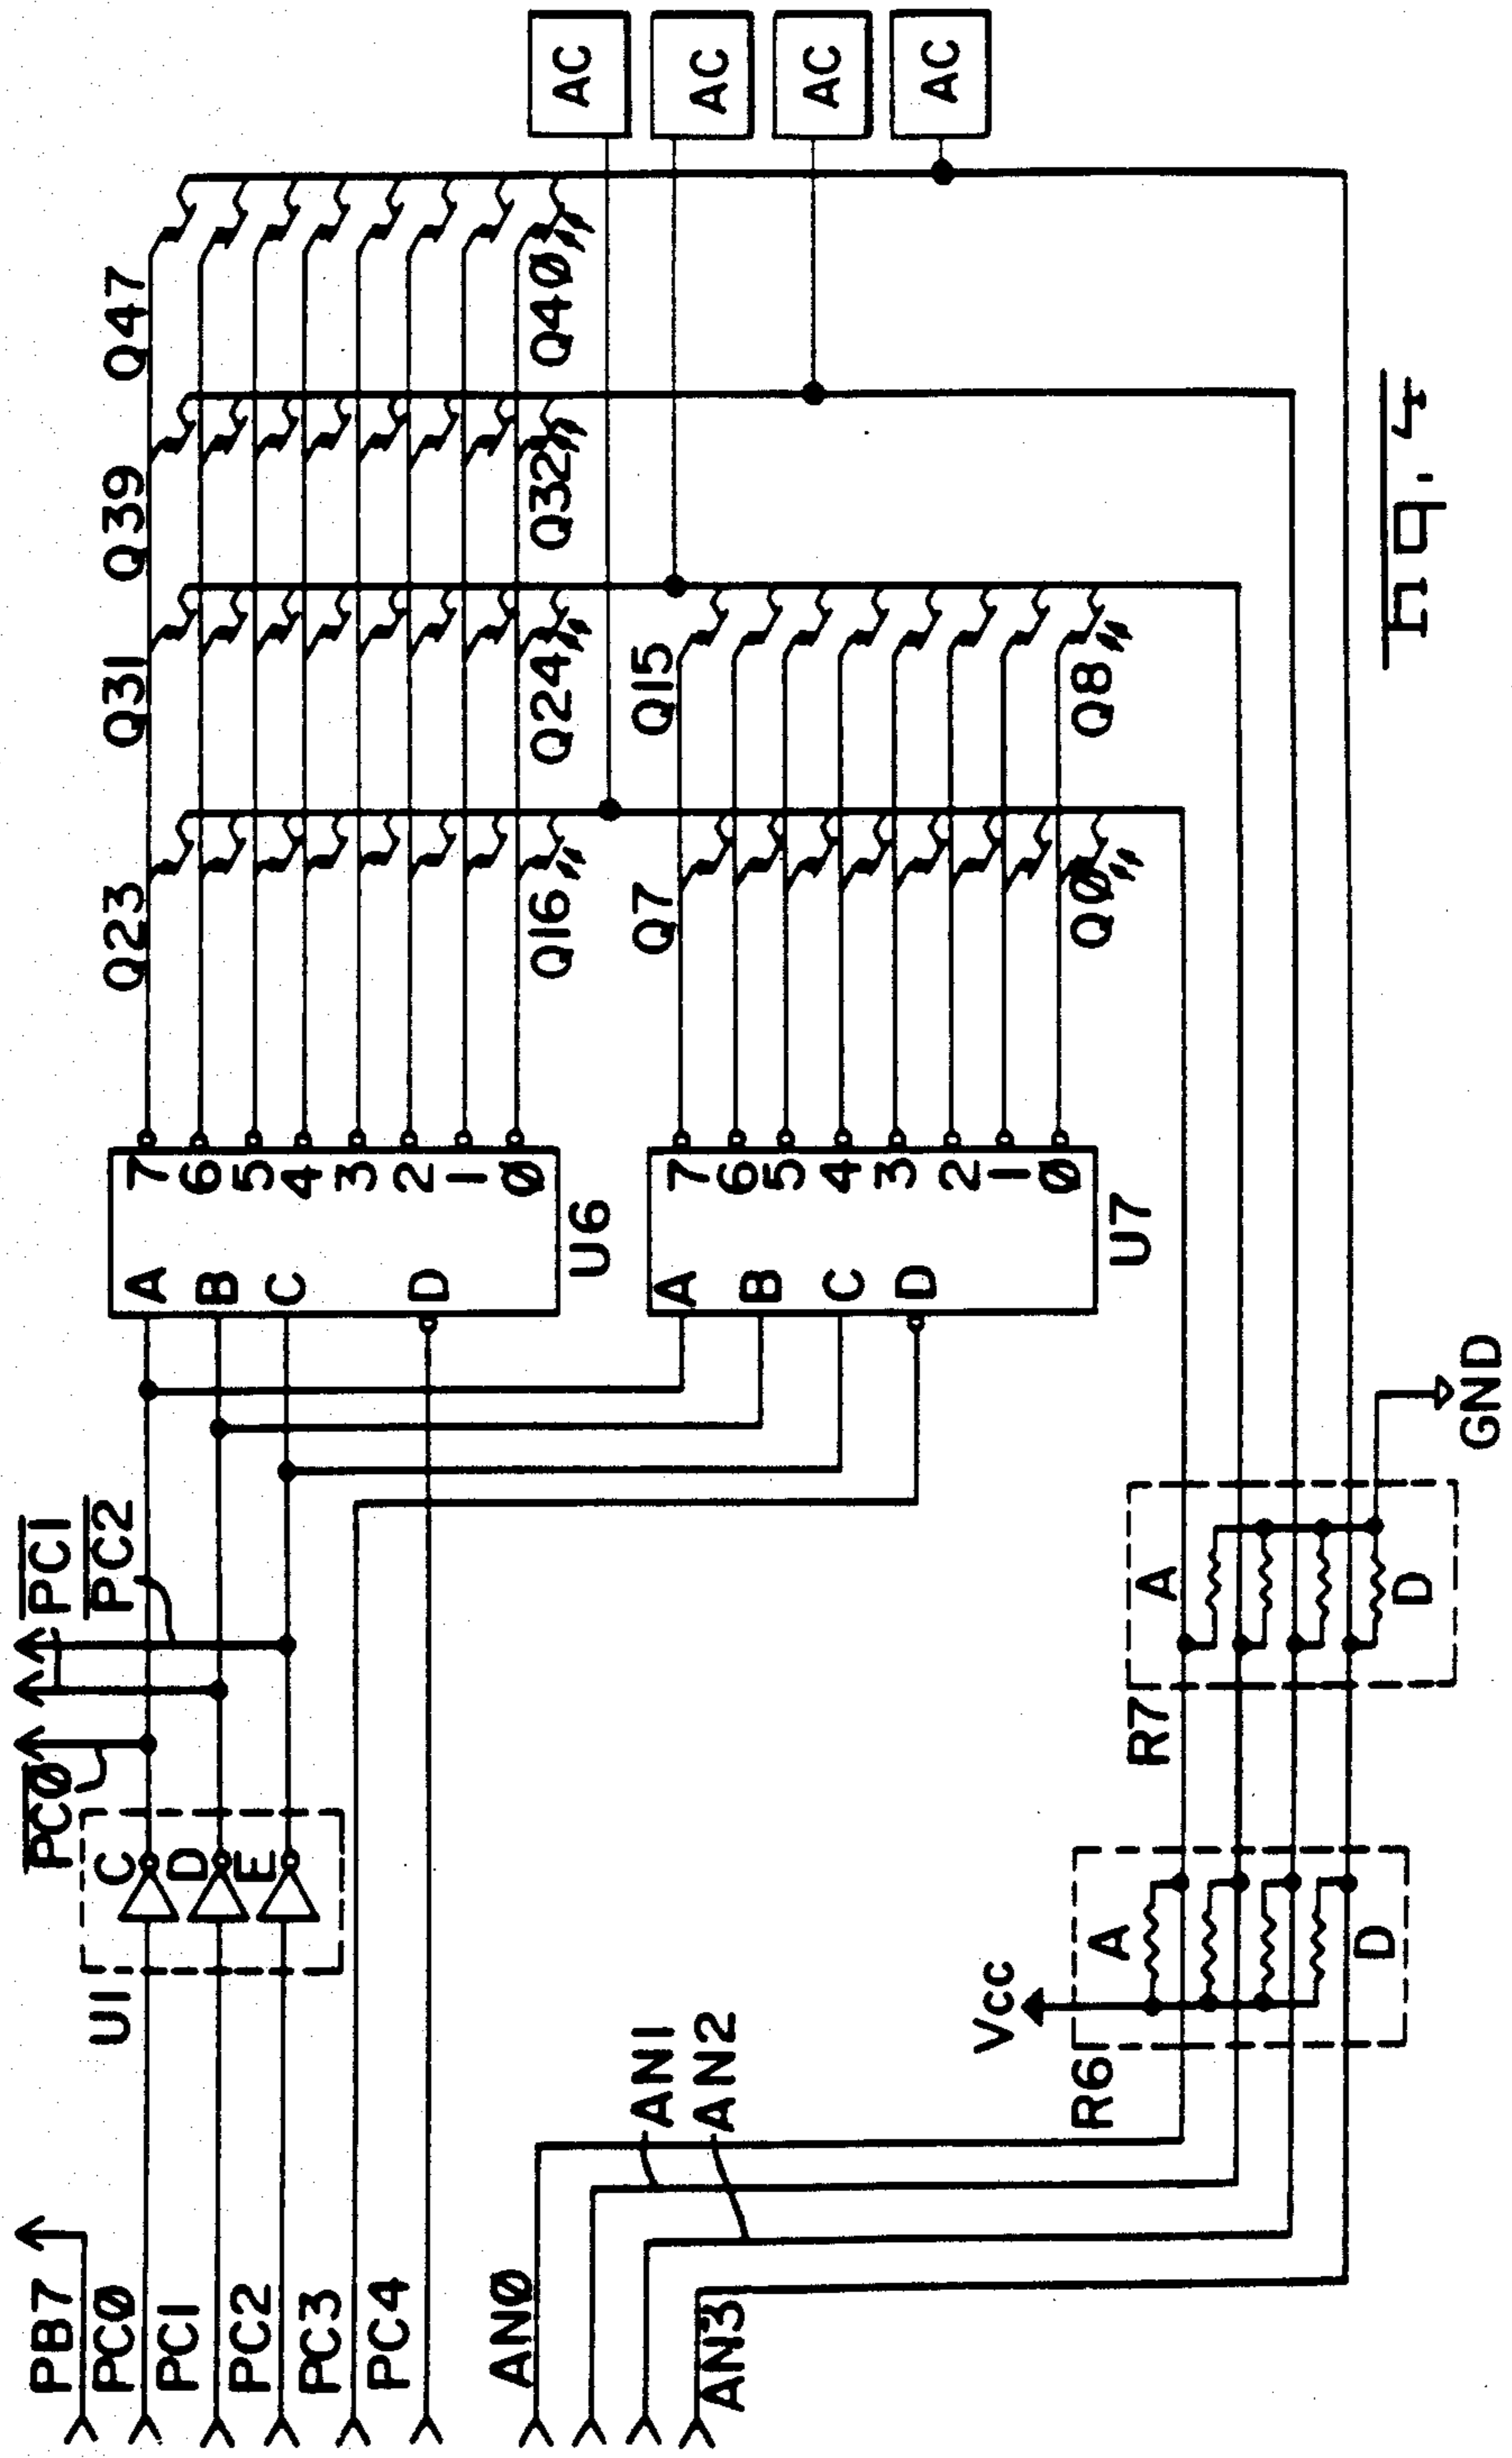 PB7
PC0
PC1
PC2
PC3
PC4
AN0
AN1
AN2
AN3
U1
C
D
E
PC0
PC1
PC2
A
B
C
D
7
6
5
4
3
2
1
0
U6
A
B
C
D
7
6
5
4
3
2
1
0
U7
Q23
Q31
Q39
Q47
Q16
Q24
Q32
Q40
Q7
Q15
Q0
Q8
AC
AC
AC
AC
Vcc
R6
A
D
R7
A
D
GND
Fig. 4